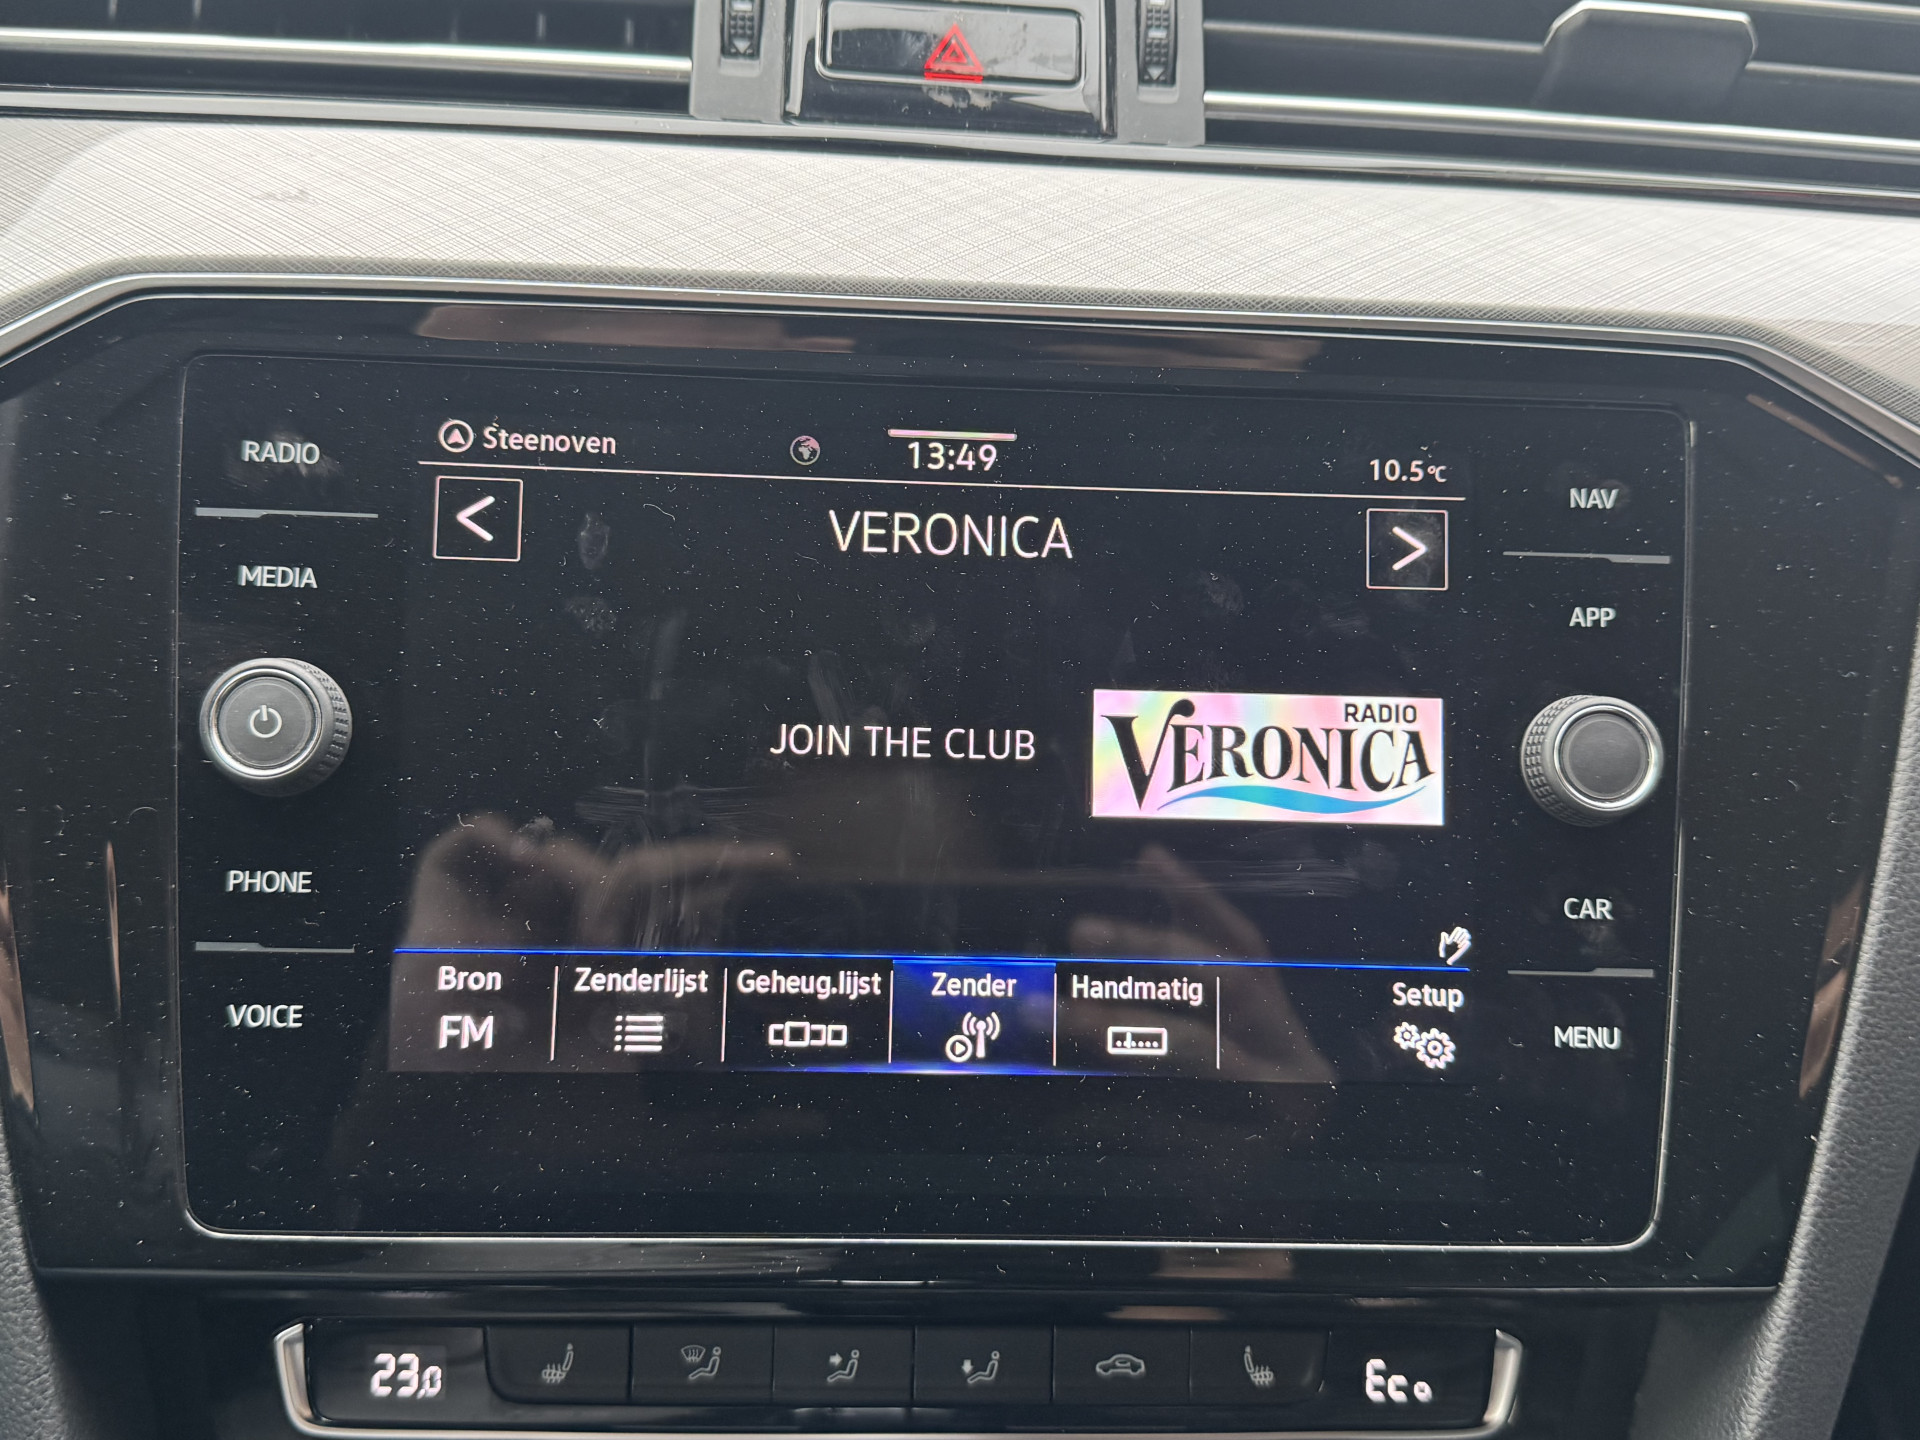 Steenoven
13:49
10.5°C
RADIO
NAV
<
VERONICA
>
MEDIA
APP
JOIN THE CLUB
RADIO
VERONICA
PHONE
CAR
Bron
Zenderlijst
Geheug.lijst
Zender
Handmatig
Setup
FM
VOICE
MENU
23,0
Eco